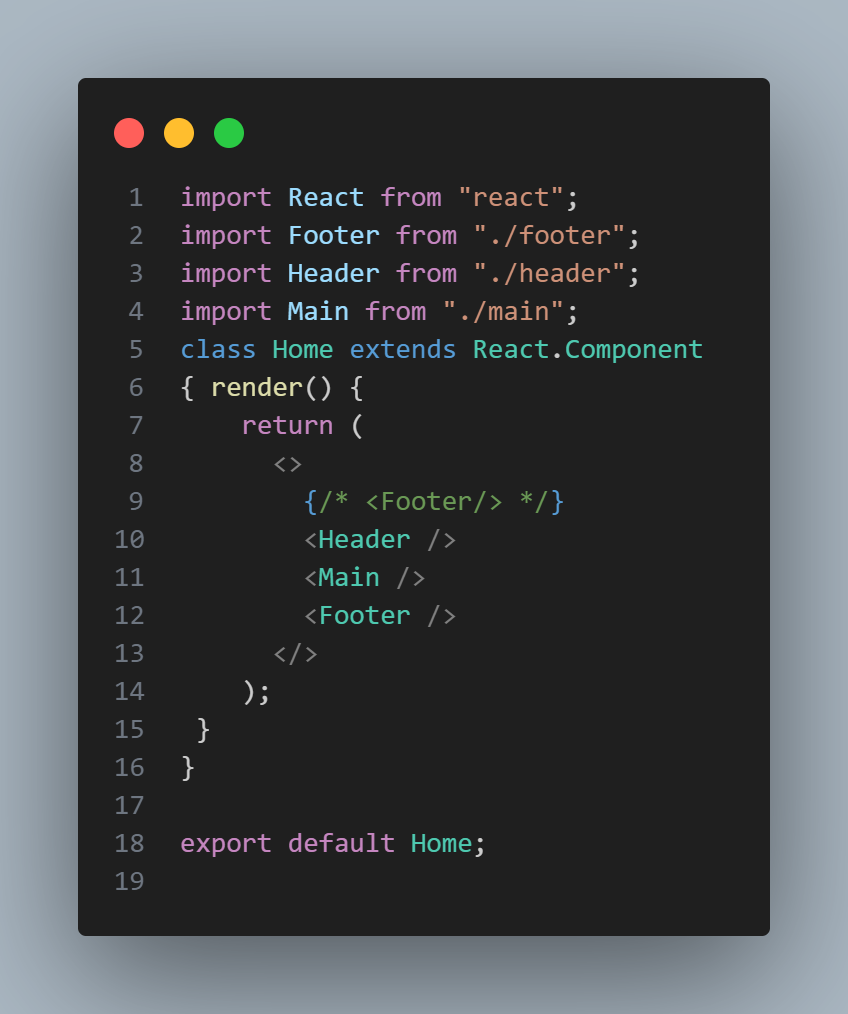 1 import React from "react";
2 import Footer from "./footer";
3 import Header from "./header";
4 import Main from "./main";
5 class Home extends React.Component
6 { render() {
7     return (
8       <>
9         {/* <Footer/> */}
10         <Header />
11         <Main />
12         <Footer />
13       </>
14     );
15  }
16 }
17
18 export default Home;
19